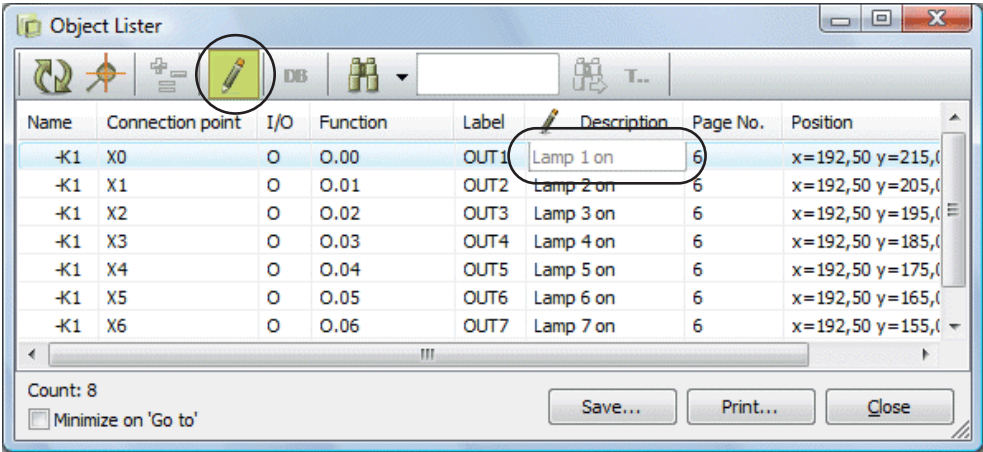 Object Lister
DB T..
Name Connection point I/O Function Label Description Page No. Position
-K1 X0 O O.00 OUT1 Lamp 1 on 6 x=192,50 y=215,0
-K1 X1 O O.01 OUT2 Lamp 2 on 6 x=192,50 y=205,0
-K1 X2 O O.02 OUT3 Lamp 3 on 6 x=192,50 y=195,0
-K1 X3 O O.03 OUT4 Lamp 4 on 6 x=192,50 y=185,0
-K1 X4 O O.04 OUT5 Lamp 5 on 6 x=192,50 y=175,0
-K1 X5 O O.05 OUT6 Lamp 6 on 6 x=192,50 y=165,0
-K1 X6 O O.06 OUT7 Lamp 7 on 6 x=192,50 y=155,0
Count: 8
Minimize on 'Go to'
Save... Print... Close